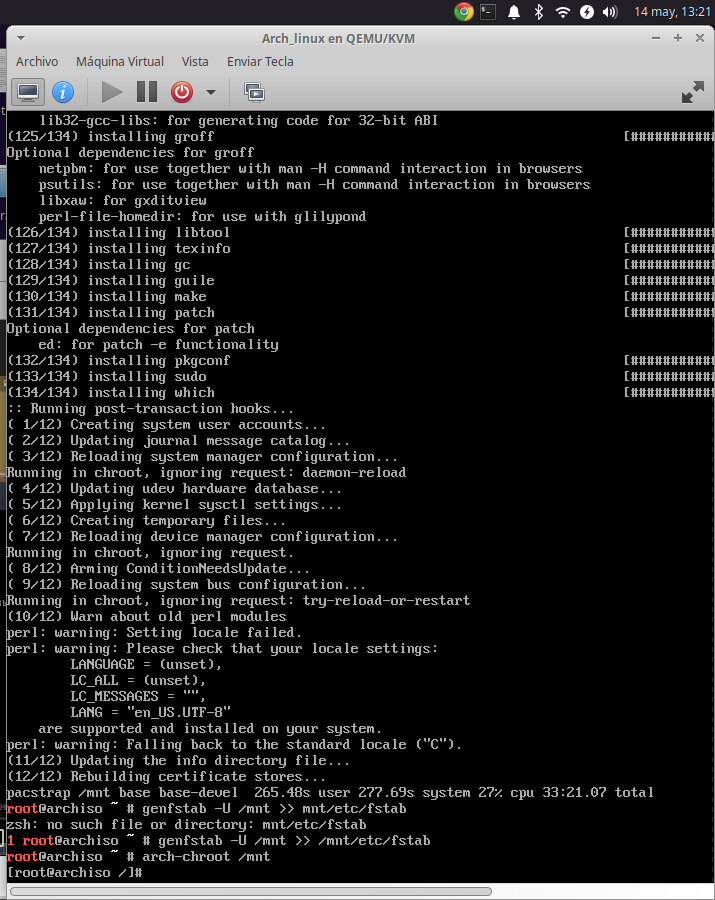 14 may, 13:21
Arch_linux en QEMU/KVM
Archivo Máquina Virtual Vista Enviar Tecla
lib32-gcc-libs: for generating code for 32-bit ABI
(125/134) installing groff [###########
Optional dependencies for groff
netpbm: for use together with man -H command interaction in browsers
psutils: for use together with man -H command interaction in browsers
libxaw: for gxditview
perl-file-homedir: for use with glilypond
(126/134) installing libtool [###########
(127/134) installing texinfo [###########
(128/134) installing gc [###########
(129/134) installing guile [###########
(130/134) installing make [###########
(131/134) installing patch [###########
Optional dependencies for patch
ed: for patch -e functionality
(132/134) installing pkgconf [###########
(133/134) installing sudo [###########
(134/134) installing which [###########
:: Running post-transaction hooks...
( 1/12) Creating system user accounts...
( 2/12) Updating journal message catalog...
( 3/12) Reloading system manager configuration...
Running in chroot, ignoring request: daemon-reload
( 4/12) Updating udev hardware database...
( 5/12) Applying kernel sysctl settings...
( 6/12) Creating temporary files...
( 7/12) Reloading device manager configuration...
Running in chroot, ignoring request.
( 8/12) Arming ConditionNeedsUpdate...
( 9/12) Reloading system bus configuration...
Running in chroot, ignoring request: try-reload-or-restart
(10/12) Warn about old perl modules
perl: warning: Setting locale failed.
perl: warning: Please check that your locale settings:
LANGUAGE = (unset),
LC_ALL = (unset),
LC_MESSAGES = "",
LANG = "en_US.UTF-8"
are supported and installed on your system.
perl: warning: Falling back to the standard locale ("C").
(11/12) Updating the info directory file...
(12/12) Rebuilding certificate stores...
pacstrap /mnt base base-devel 265.48s user 277.69s system 27% cpu 33:21.07 total
root@archiso ~ # genfstab -U /mnt >> mnt/etc/fstab
zsh: no such file or directory: mnt/etc/fstab
1 root@archiso ~ # genfstab -U /mnt >> /mnt/etc/fstab
root@archiso ~ # arch-chroot /mnt
[root@archiso /]#